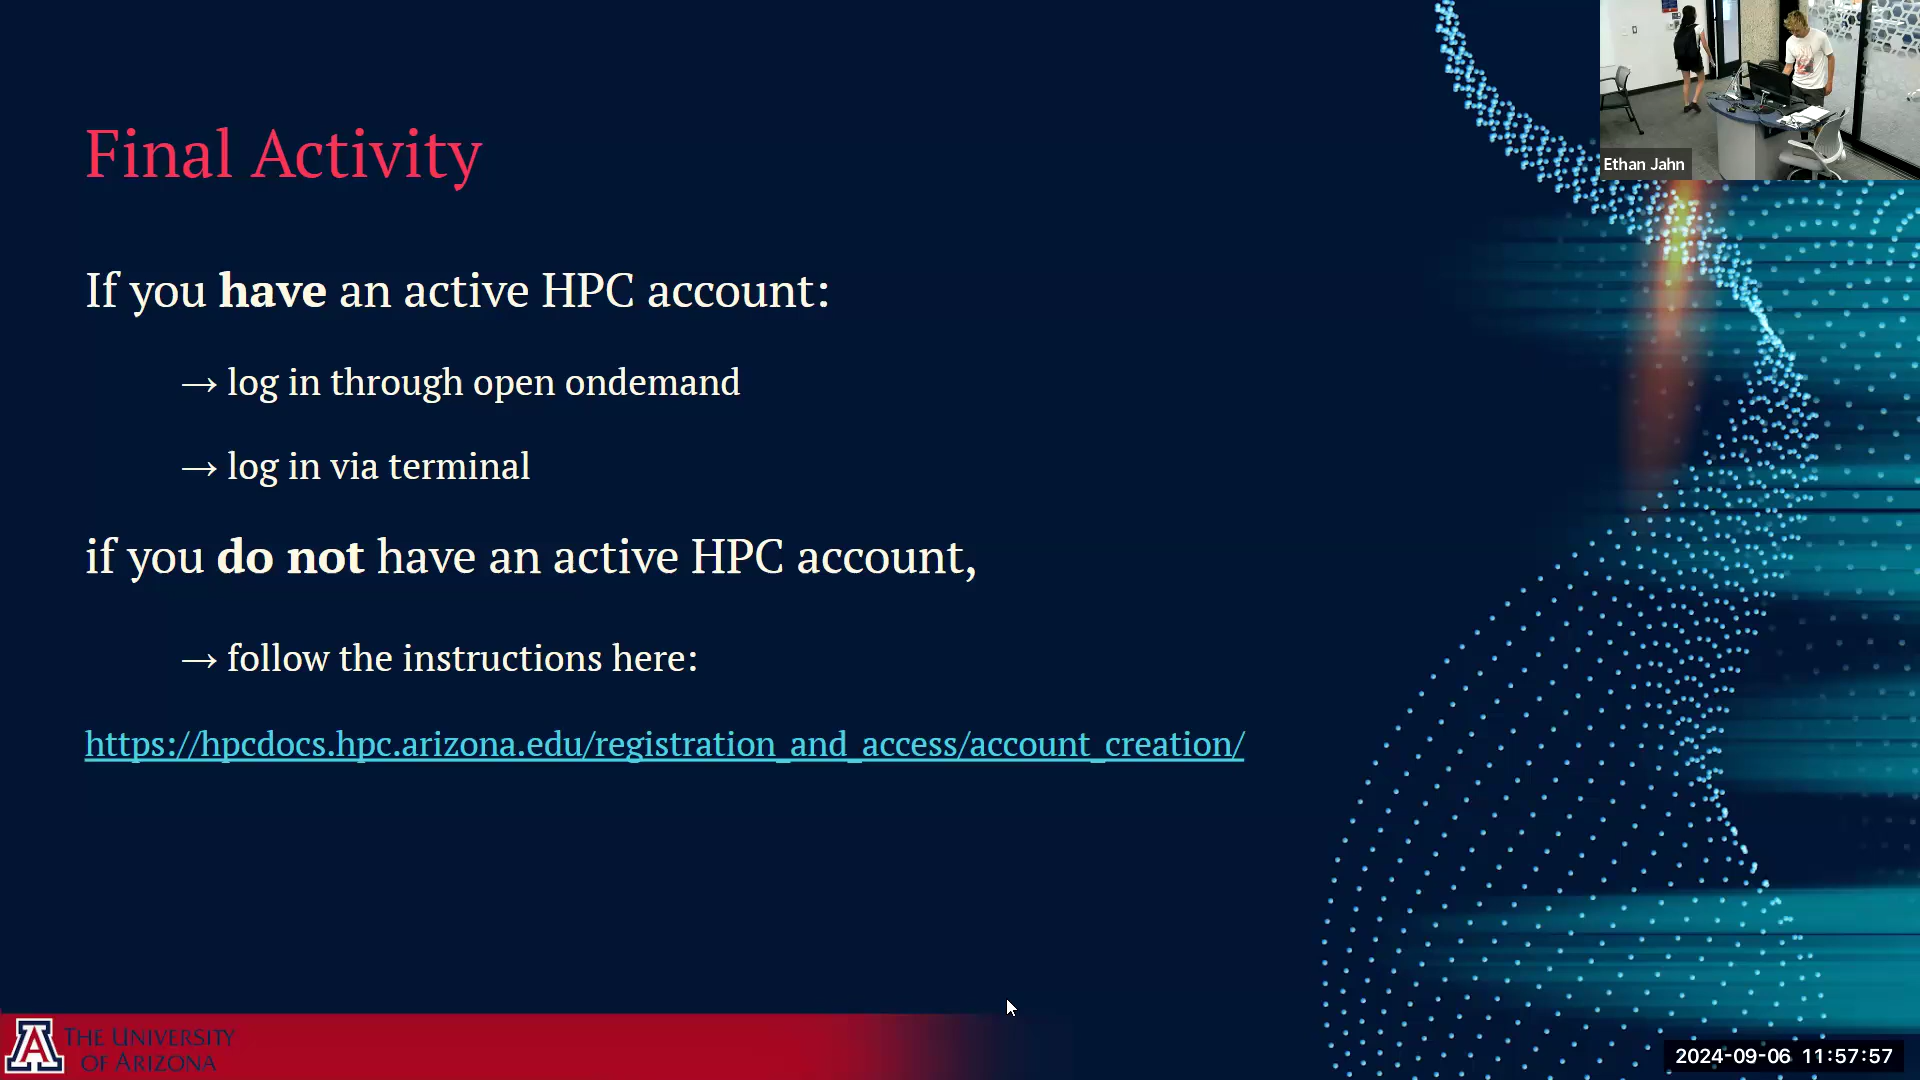 Final Activity
If you have an active HPC account:
→ log in through open ondemand
→ log in via terminal
if you do not have an active HPC account,
→ follow the instructions here:
https://hpcdocs.hpc.arizona.edu/registration_and_access/account_creation/
Ethan Jahn
A THE UNIVERSITY
OF ARIZONA
2024-09-06 11:57:57